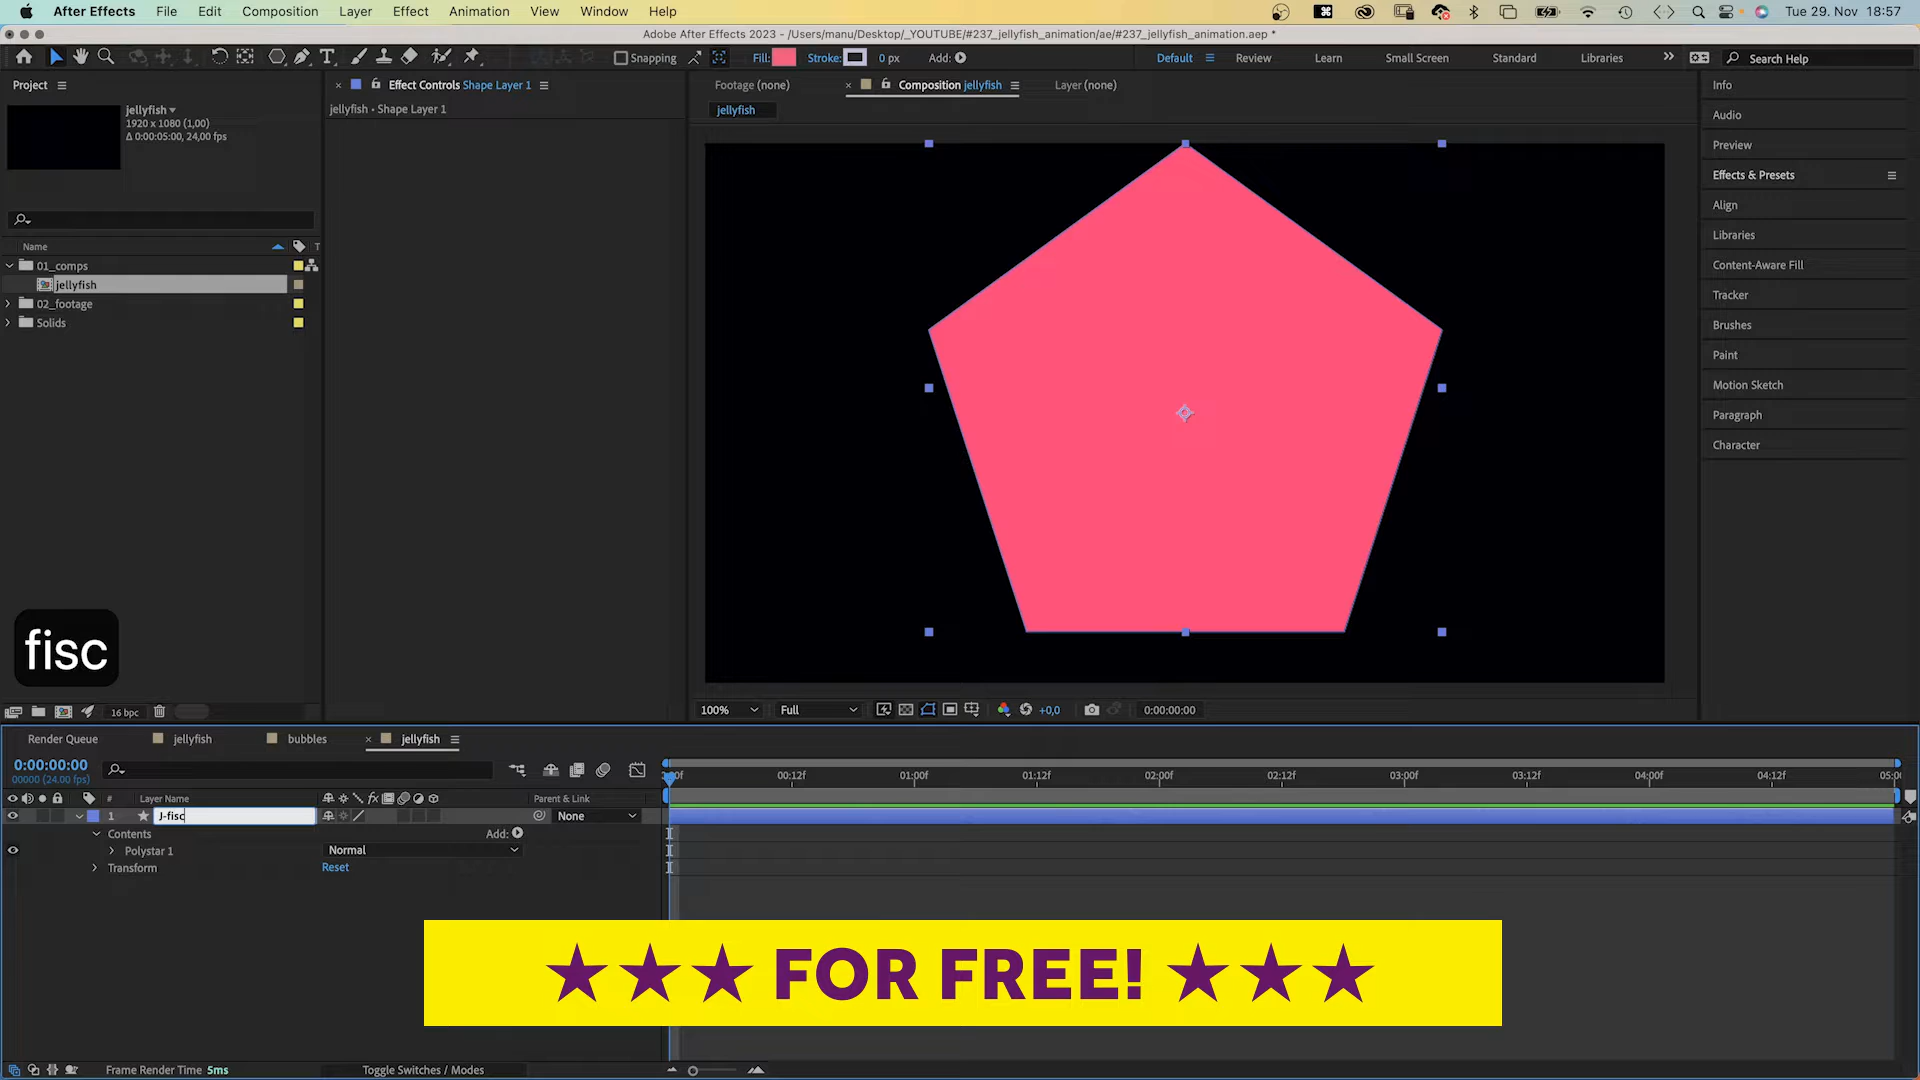 After Effects File Edit Composition Layer Effect Animation View Window Help Tue 29. Nov 18:57
Adobe After Effects 2023 - /Users/manu/Desktop/_YOUTUBE/#237_jellyfish_animation/ae/#237_jellyfish_animation.aep *
Snapping Fill: Stroke: 0 px Add: Default Review Learn Small Screen Standard Libraries Search Help
Project
jellyfish
1920 x 1080 (1,00)
Δ 0:00:05:00, 24,00 fps
Name T
01_comps
jellyfish
02_footage
Solids
fisc
16 bpc
Effect Controls Shape Layer 1
jellyfish • Shape Layer 1
Footage (none) Composition jellyfish Layer (none)
jellyfish
100% Full +0,0 0:00:00:00
Info
Audio
Preview
Effects & Presets
Align
Libraries
Content-Aware Fill
Tracker
Brushes
Paint
Motion Sketch
Paragraph
Character
Render Queue jellyfish bubbles jellyfish
0:00:00:00
00000 (24.00 fps)
00:12f 01:00f 01:12f 02:00f 02:12f 03:00f 03:12f 04:00f 04:12f
# Layer Name fx Parent & Link
1 J-fisc None
Contents Add:
Polystar 1 Normal
Transform Reset
★★★ FOR FREE! ★★★
Frame Render Time 5ms Toggle Switches / Modes